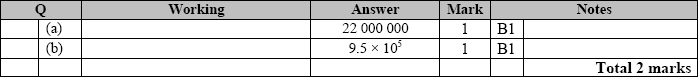 Q Working Answer Mark Notes
(a) 22 000 000 1 B1
(b) 9.5 × 10⁵ 1 B1
Total 2 marks